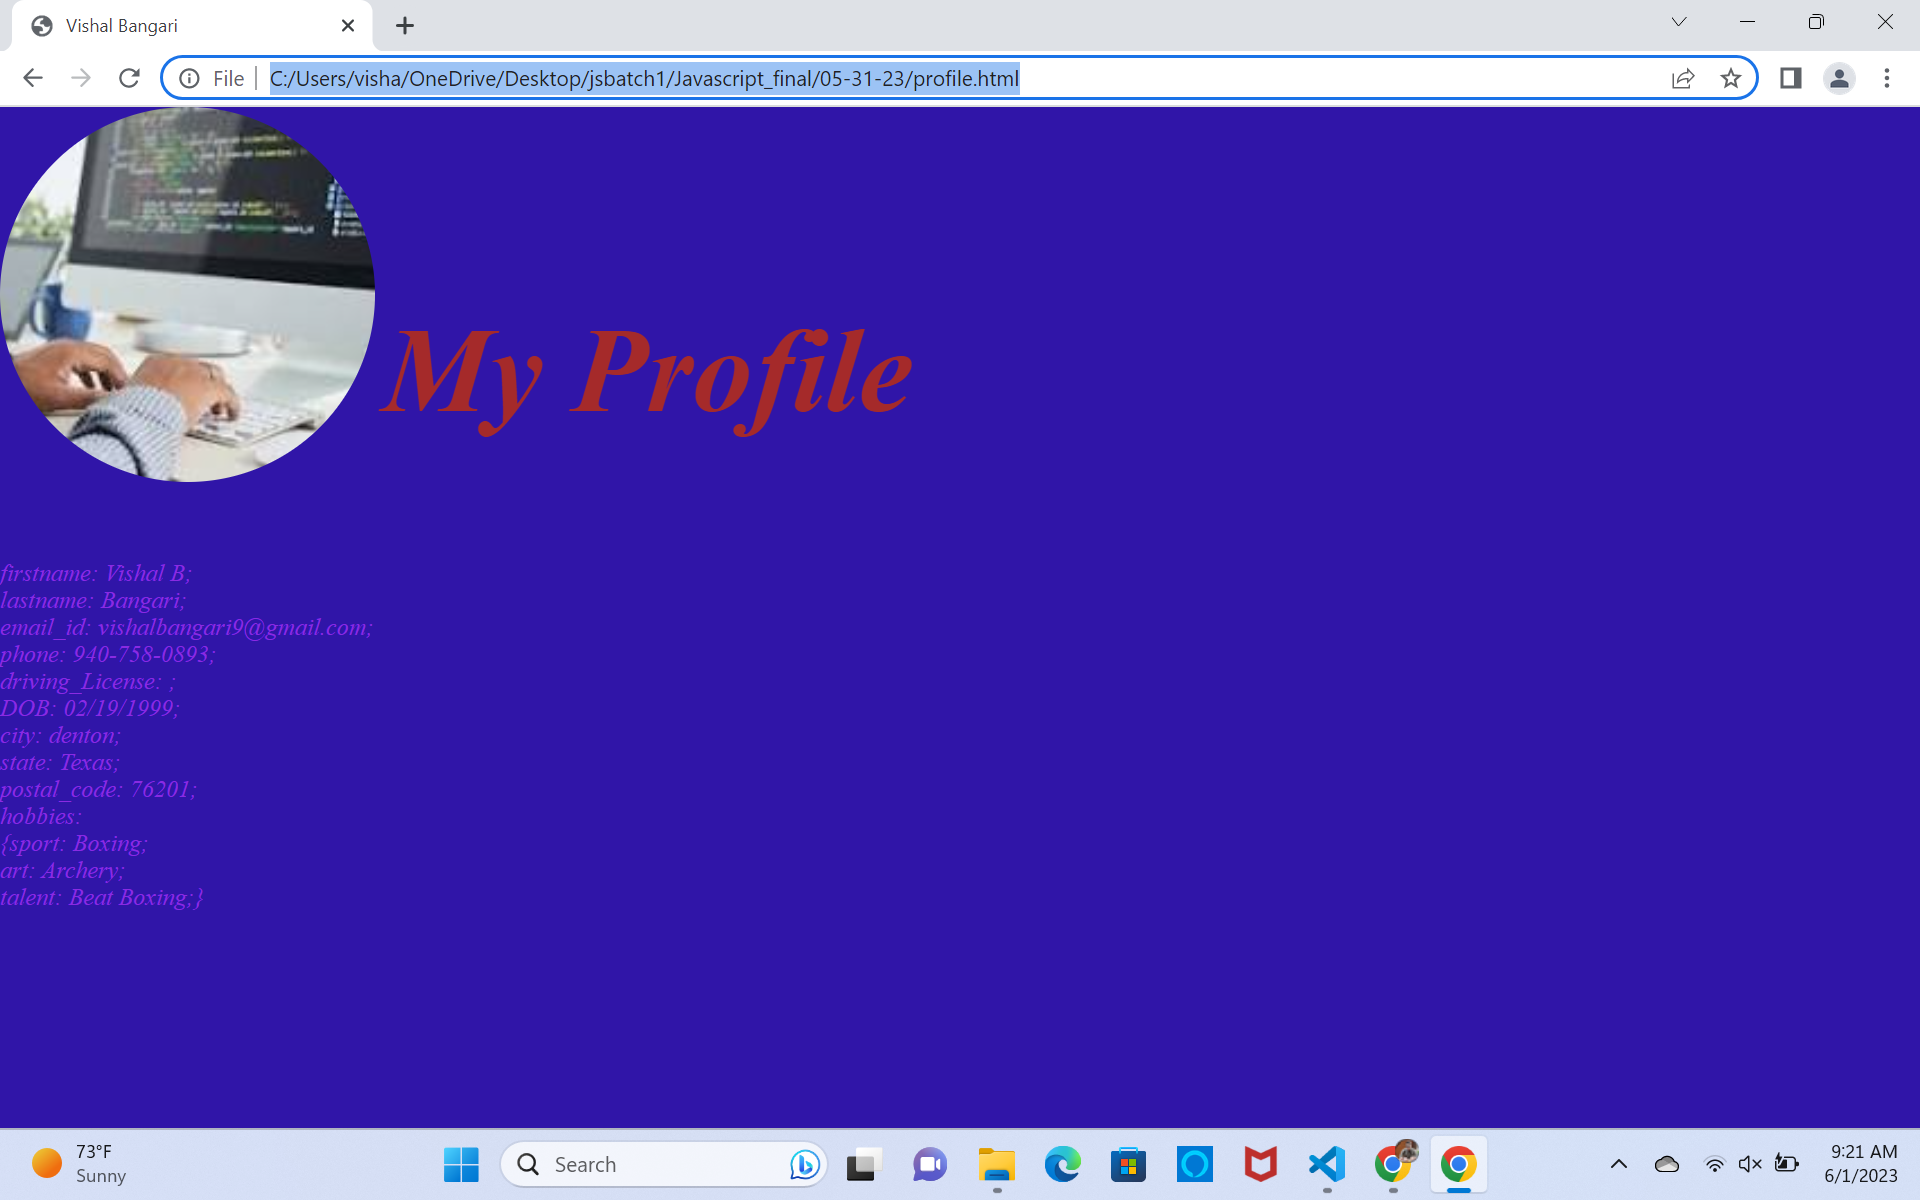 Vishal Bangari
File
C:/Users/visha/OneDrive/Desktop/jsbatch1/Javascript_final/05-31-23/profile.html
My Profile
firstname: Vishal B;
lastname: Bangari;
email_id: vishalbangari9@gmail.com;
phone: 940-758-0893;
driving_License: ;
DOB: 02/19/1999;
city: denton;
state: Texas;
postal_code: 76201;
hobbies:
{sport: Boxing;
art: Archery;
talent: Beat Boxing;}
73°F
Sunny
Search
9:21 AM
6/1/2023